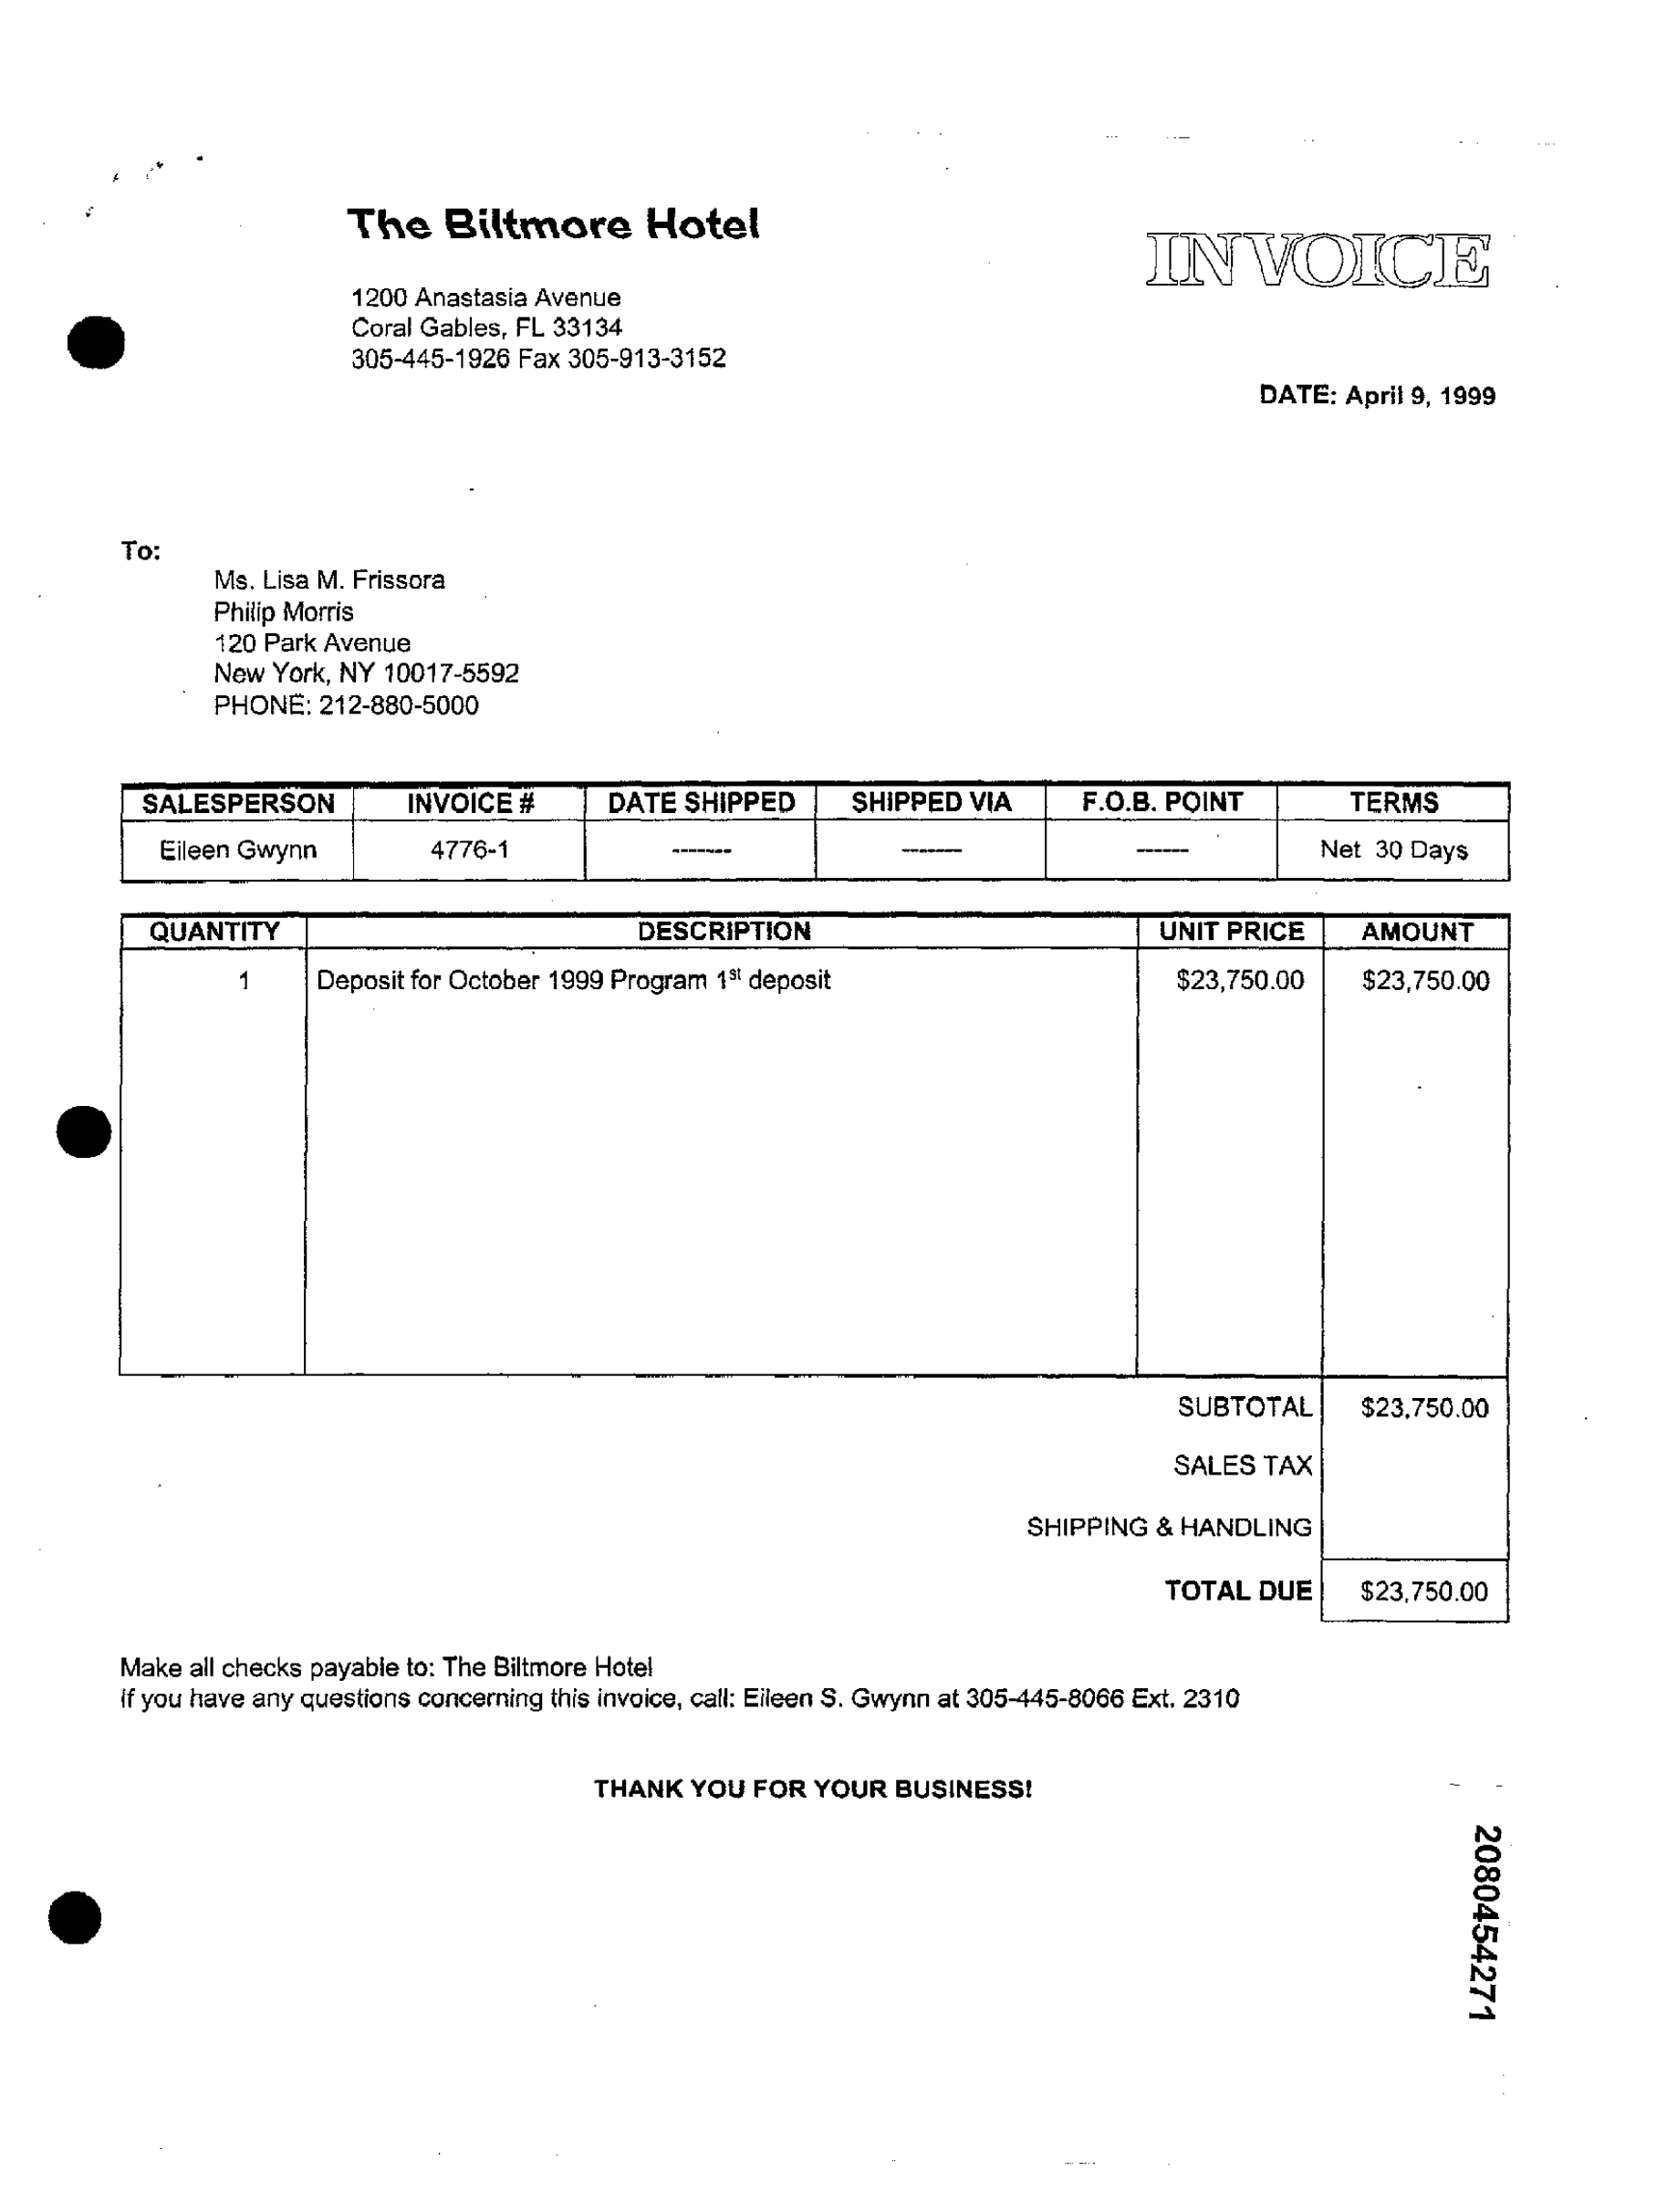 The Biltmore Hotel
INVOICE
1200 Anastasia Avenue
Coral Gables, FL 33134
305-445-1926 Fax 305-913-3152
DATE: April 9, 1999
To:
Ms. Lisa M. Frissora
Philip Morris
120 Park Avenue
New York, NY 10017-5592
PHONE: 212-880-5000
SALESPERSON INVOICE # DATE SHIPPED SHIPPED VIA F.O.B. POINT TERMS
Eileen Gwynn 4776-1 ------- ------- ------ Net 30 Days
QUANTITY DESCRIPTION UNIT PRICE AMOUNT
1 Deposit for October 1999 Program 1st deposit $23,750.00 $23,750.00
SUBTOTAL $23,750.00
SALES TAX
SHIPPING & HANDLING
TOTAL DUE $23,750.00
Make all checks payable to: The Biltmore Hotel
If you have any questions concerning this invoice, call: Eileen S. Gwynn at 305-445-8066 Ext. 2310
THANK YOU FOR YOUR BUSINESS!
2080454271